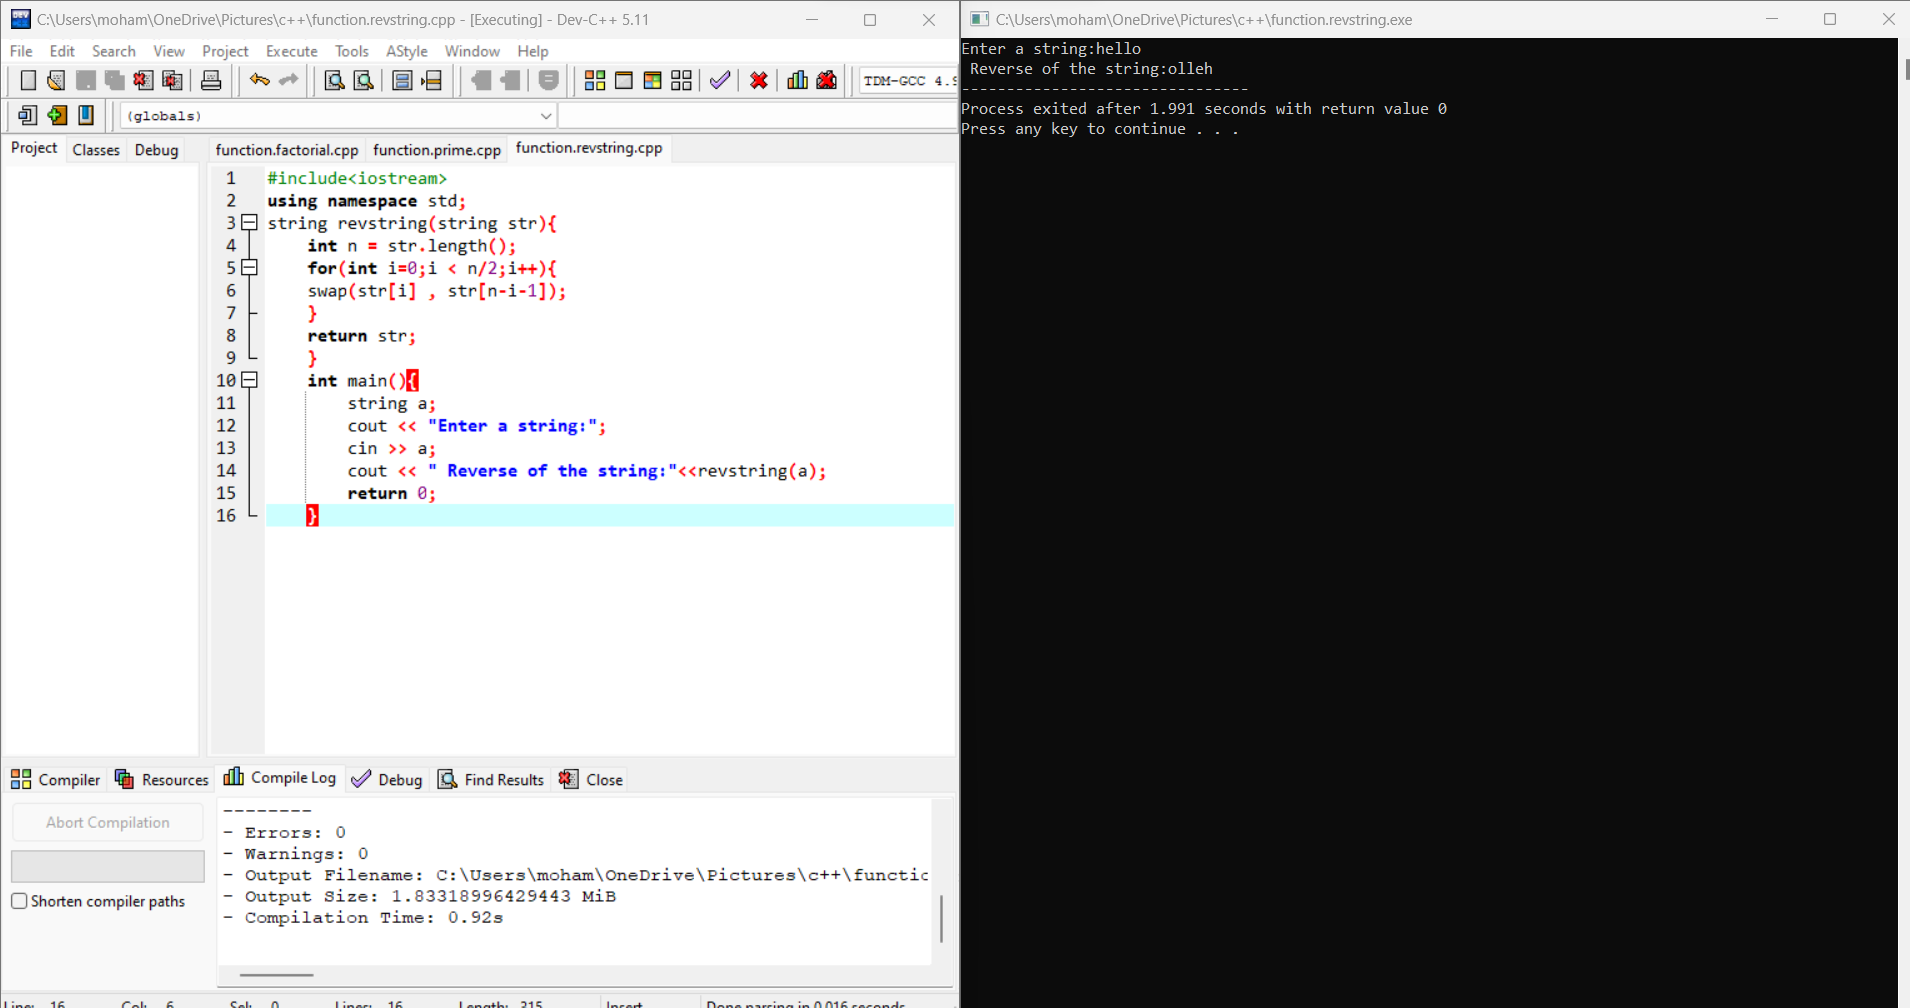 C:\Users\moham\OneDrive\Pictures\c++\function.revstring.cpp - [Executing] - Dev-C++ 5.11
File Edit Search View Project Execute Tools AStyle Window Help
TDM-GCC
(globals)
Project Classes Debug
function.factorial.cpp function.prime.cpp function.revstring.cpp
1 #include<iostream>
2 using namespace std;
3 string revstring(string str){
4 int n = str.length();
5 for(int i=0;i < n/2;i++){
6 swap(str[i] , str[n-i-1]);
7 }
8 return str;
9 }
10 int main(){
11 string a;
12 cout << "Enter a string:";
13 cin >> a;
14 cout << " Reverse of the string:"<<revstring(a);
15 return 0;
16 }
Compiler Resources Compile Log Debug Find Results Close
Abort Compilation
Shorten compiler paths
--------
- Errors: 0
- Warnings: 0
- Output Filename: C:\Users\moham\OneDrive\Pictures\c++\functic
- Output Size: 1.83318996429443 MiB
- Compilation Time: 0.92s
Line: 16 Col: 6 Sel: 0 Lines: 16 Length: 315 Insert Done parsing in 0.016 seconds
C:\Users\moham\OneDrive\Pictures\c++\function.revstring.exe
Enter a string:hello
 Reverse of the string:olleh
--------------------------------
Process exited after 1.991 seconds with return value 0
Press any key to continue . . .